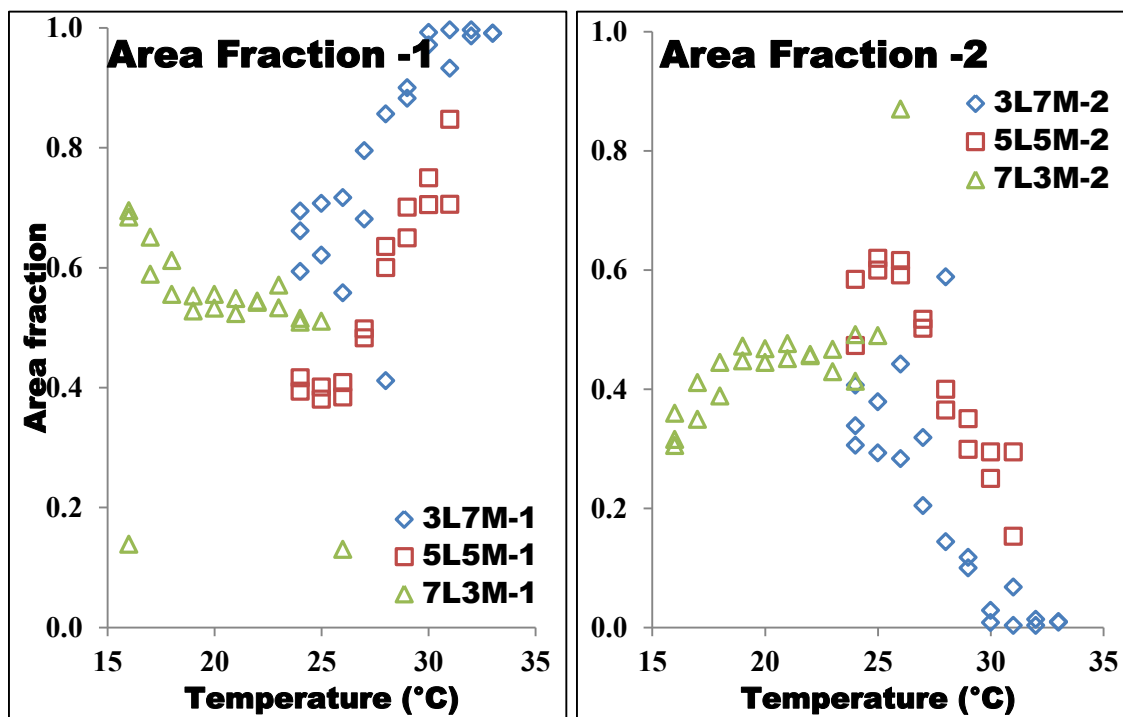 Area Fraction -1
Area fraction
1.0
0.8
0.6
0.4
0.2
0.0
3L7M-1
5L5M-1
7L3M-1
15 20 25 30 35
Temperature (°C)
Area Fraction -2
1.0
0.8
0.6
0.4
0.2
0.0
3L7M-2
5L5M-2
7L3M-2
15 20 25 30 35
Temperature (°C)